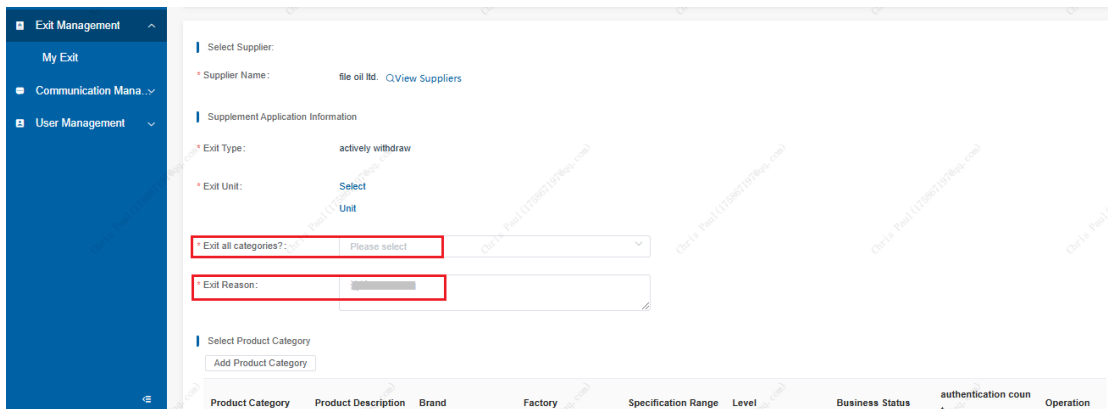 Exit Management
My Exit
Communication Mana..
User Management
Select Supplier:
* Supplier Name: file oil ltd. View Suppliers
Supplement Application Information
* Exit Type: actively withdraw
* Exit Unit: Select
Unit
* Exit all categories?: Please select
* Exit Reason:
Select Product Category
Add Product Category
Product Category Product Description Brand Factory Specification Range Level Business Status authentication coun Operation